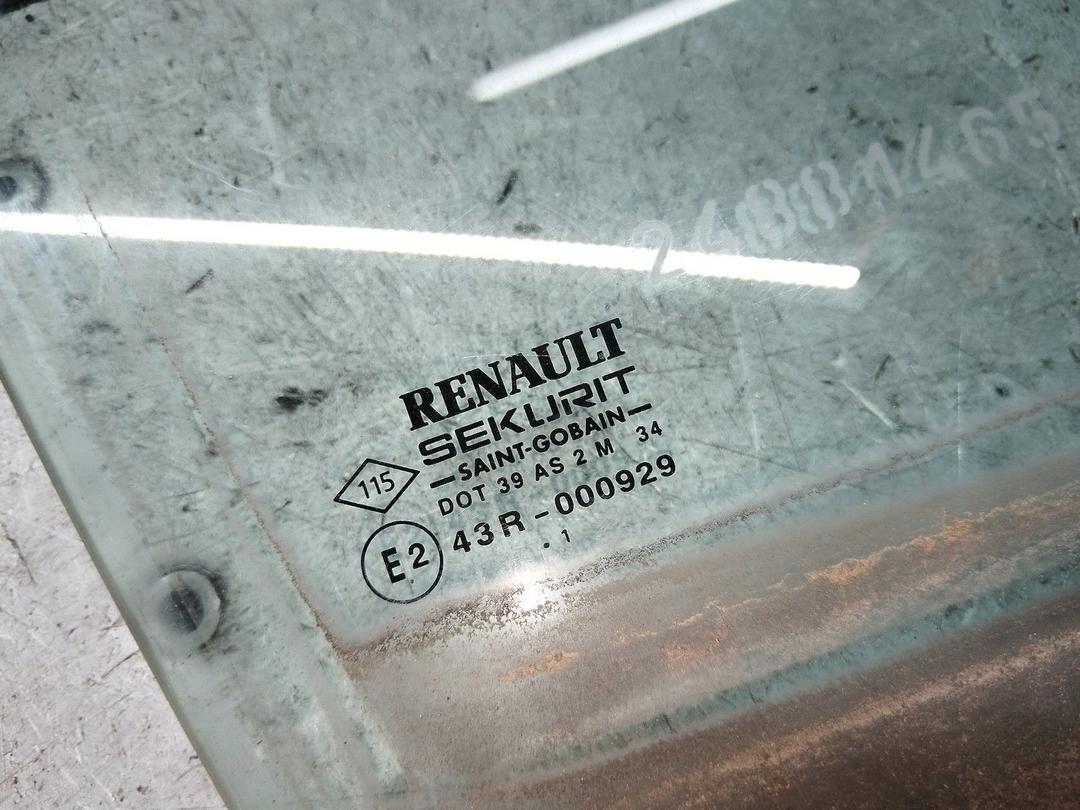 RENAULT
SEKURIT
—SAINT-GOBAIN—
115
DOT 39 AS 2 M 34
E2 43R-000929
. 1